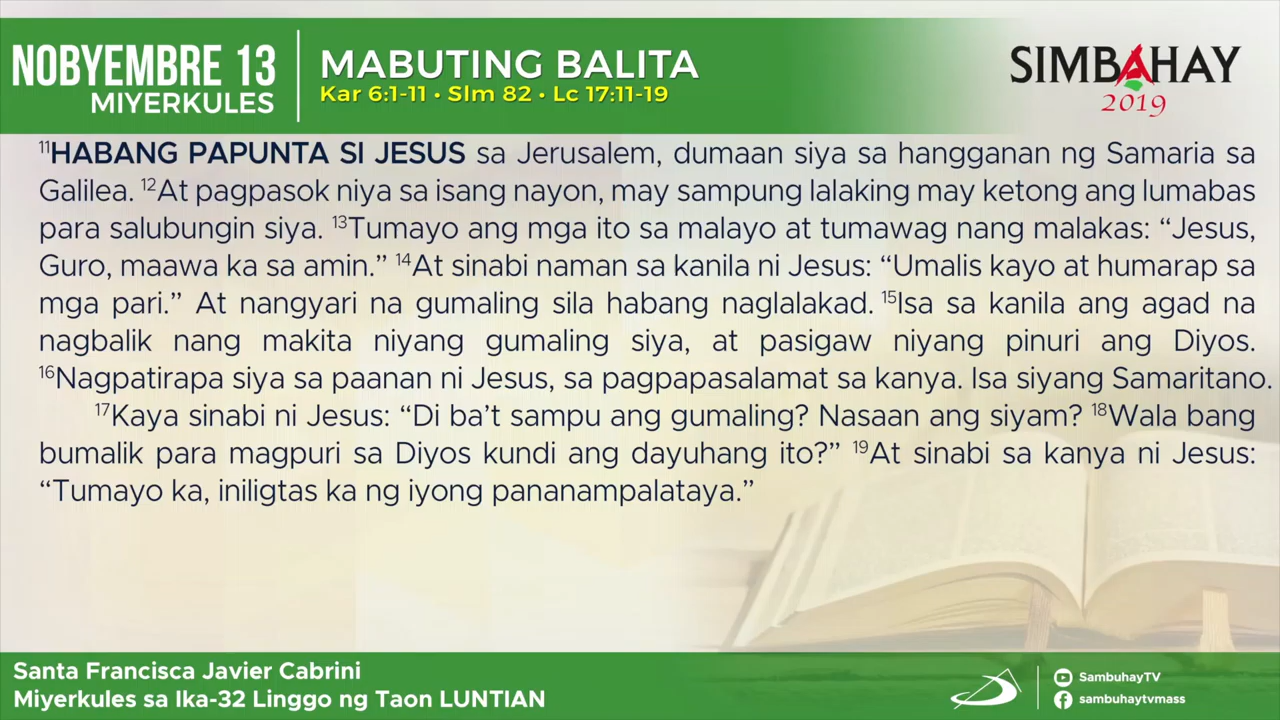 NOBYEMBRE 13
MIYERKULES
MABUTING BALITA
Kar 6:1-11 • Slm 82 • Lc 17:11-19
SIMBAHAY
2019
¹¹HABANG PAPUNTA SI JESUS sa Jerusalem, dumaan siya sa hangganan ng Samaria sa
Galilea. ¹²At pagpasok niya sa isang nayon, may sampung lalaking may ketong ang lumabas
para salubungin siya. ¹³Tumayo ang mga ito sa malayo at tumawag nang malakas: “Jesus,
Guro, maawa ka sa amin.” ¹⁴At sinabi naman sa kanila ni Jesus: “Umalis kayo at humarap sa
mga pari.” At nangyari na gumaling sila habang naglalakad. ¹⁵Isa sa kanila ang agad na
nagbalik nang makita niyang gumaling siya, at pasigaw niyang pinuri ang Diyos.
¹⁶Nagpatirapa siya sa paanan ni Jesus, sa pagpapasalamat sa kanya. Isa siyang Samaritano.
¹⁷Kaya sinabi ni Jesus: “Di ba’t sampu ang gumaling? Nasaan ang siyam? ¹⁸Wala bang
bumalik para magpuri sa Diyos kundi ang dayuhang ito?” ¹⁹At sinabi sa kanya ni Jesus:
“Tumayo ka, iniligtas ka ng iyong pananampalataya.”
Santa Francisca Javier Cabrini
Miyerkules sa Ika-32 Linggo ng Taon LUNTIAN
SambuhayTV
sambuhaytvmass